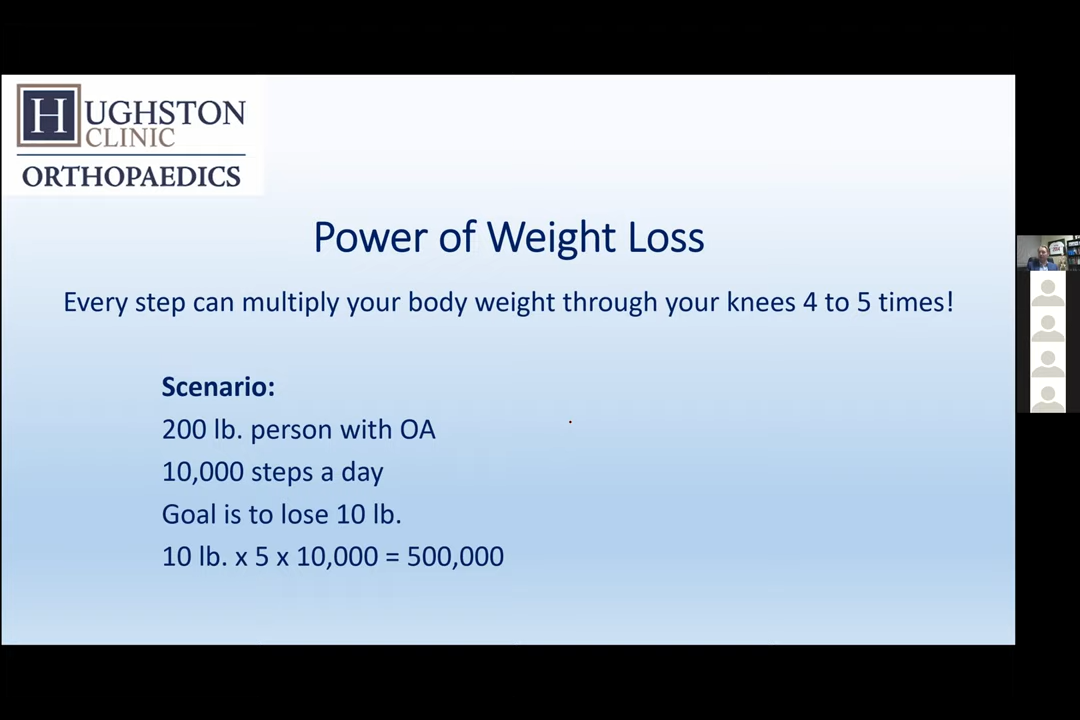 HUGHSTON
CLINIC
ORTHOPAEDICS
Power of Weight Loss
Every step can multiply your body weight through your knees 4 to 5 times!
Scenario:
200 lb. person with OA
10,000 steps a day
Goal is to lose 10 lb.
10 lb. x 5 x 10,000 = 500,000